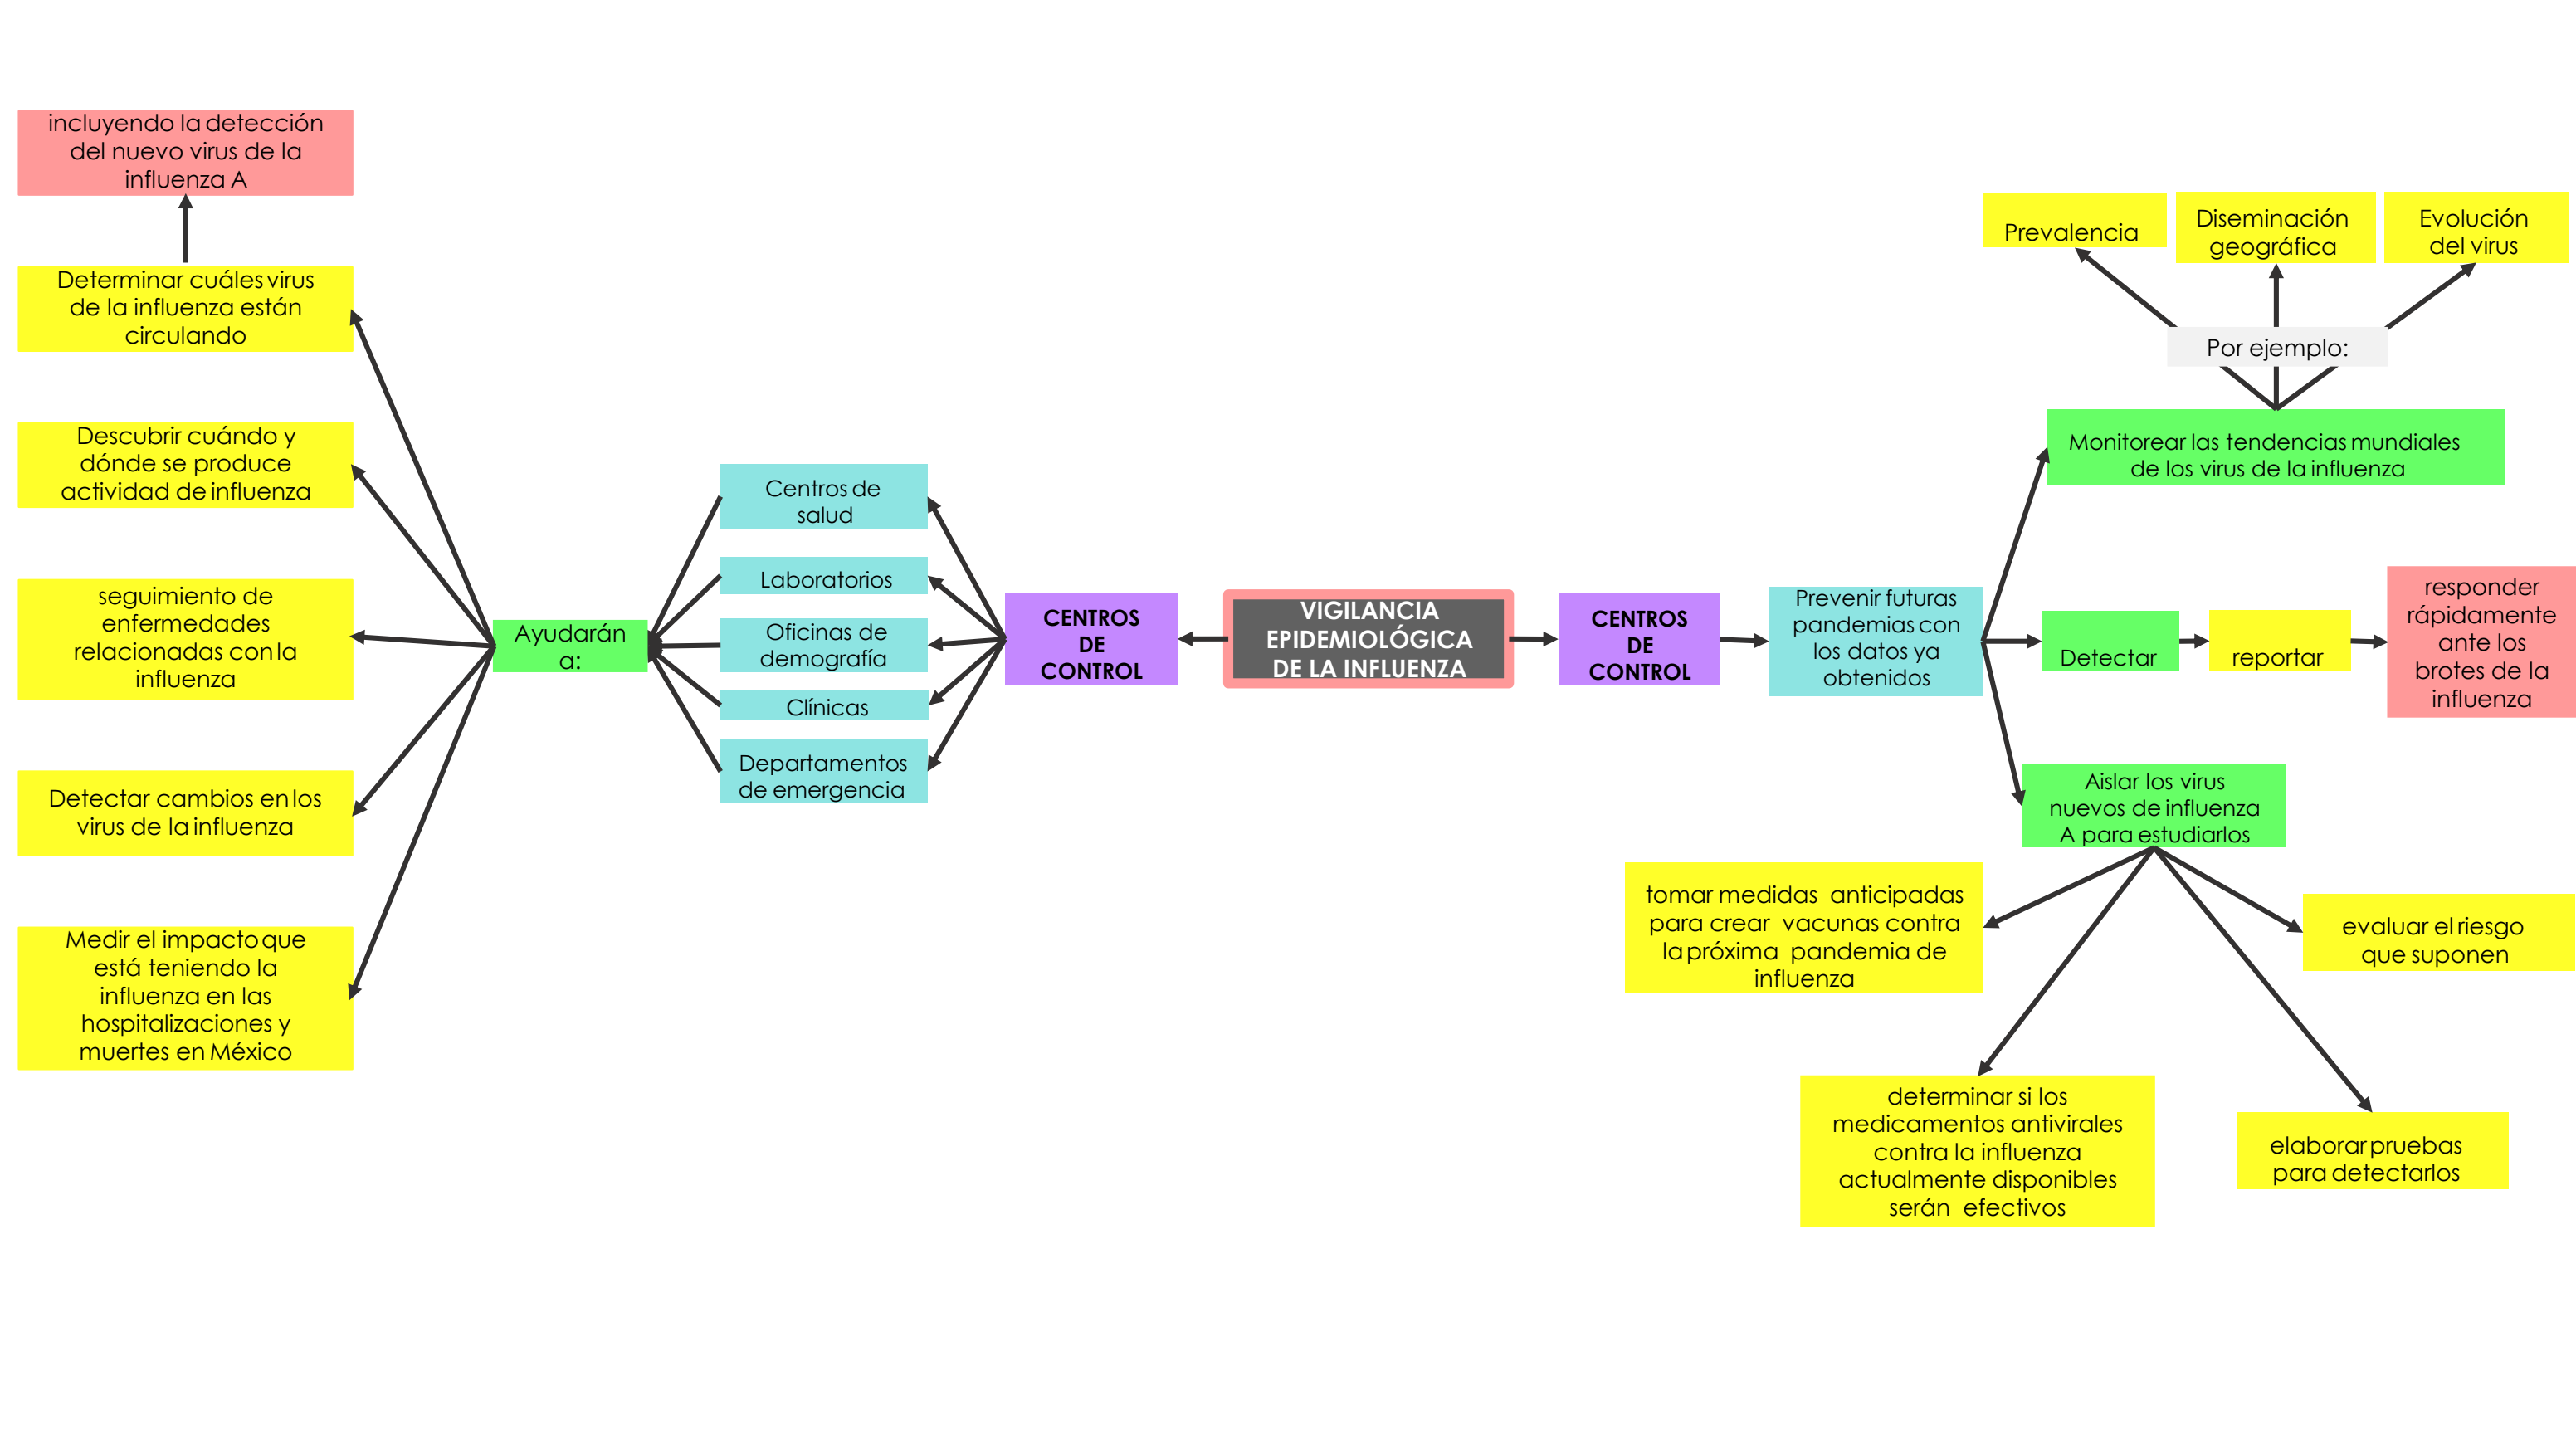 incluyendo la detección
del nuevo virus de la
influenza A
Determinar cuáles virus
de la influenza están
circulando
Descubrir cuándo y
dónde se produce
actividad de influenza
seguimiento de
enfermedades
relacionadas con la
influenza
Detectar cambios en los
virus de la influenza
Medir el impacto que
está teniendo la
influenza en las
hospitalizaciones y
muertes en México
Ayudarán
a:
Centros de
salud
Laboratorios
Oficinas de
demografía
Clínicas
Departamentos
de emergencia
CENTROS
DE
CONTROL
VIGILANCIA
EPIDEMIOLÓGICA
DE LA INFLUENZA
CENTROS
DE
CONTROL
Prevenir futuras
pandemias con
los datos ya
obtenidos
Prevalencia
Diseminación
geográfica
Evolución
del virus
Por ejemplo:
Monitorear las tendencias mundiales
de los virus de la influenza
Detectar
reportar
responder
rápidamente
ante los
brotes de la
influenza
Aislar los virus
nuevos de influenza
A para estudiarlos
tomar medidas anticipadas
para crear vacunas contra
la próxima pandemia de
influenza
determinar si los
medicamentos antivirales
contra la influenza
actualmente disponibles
serán efectivos
elaborar pruebas
para detectarlos
evaluar el riesgo
que suponen